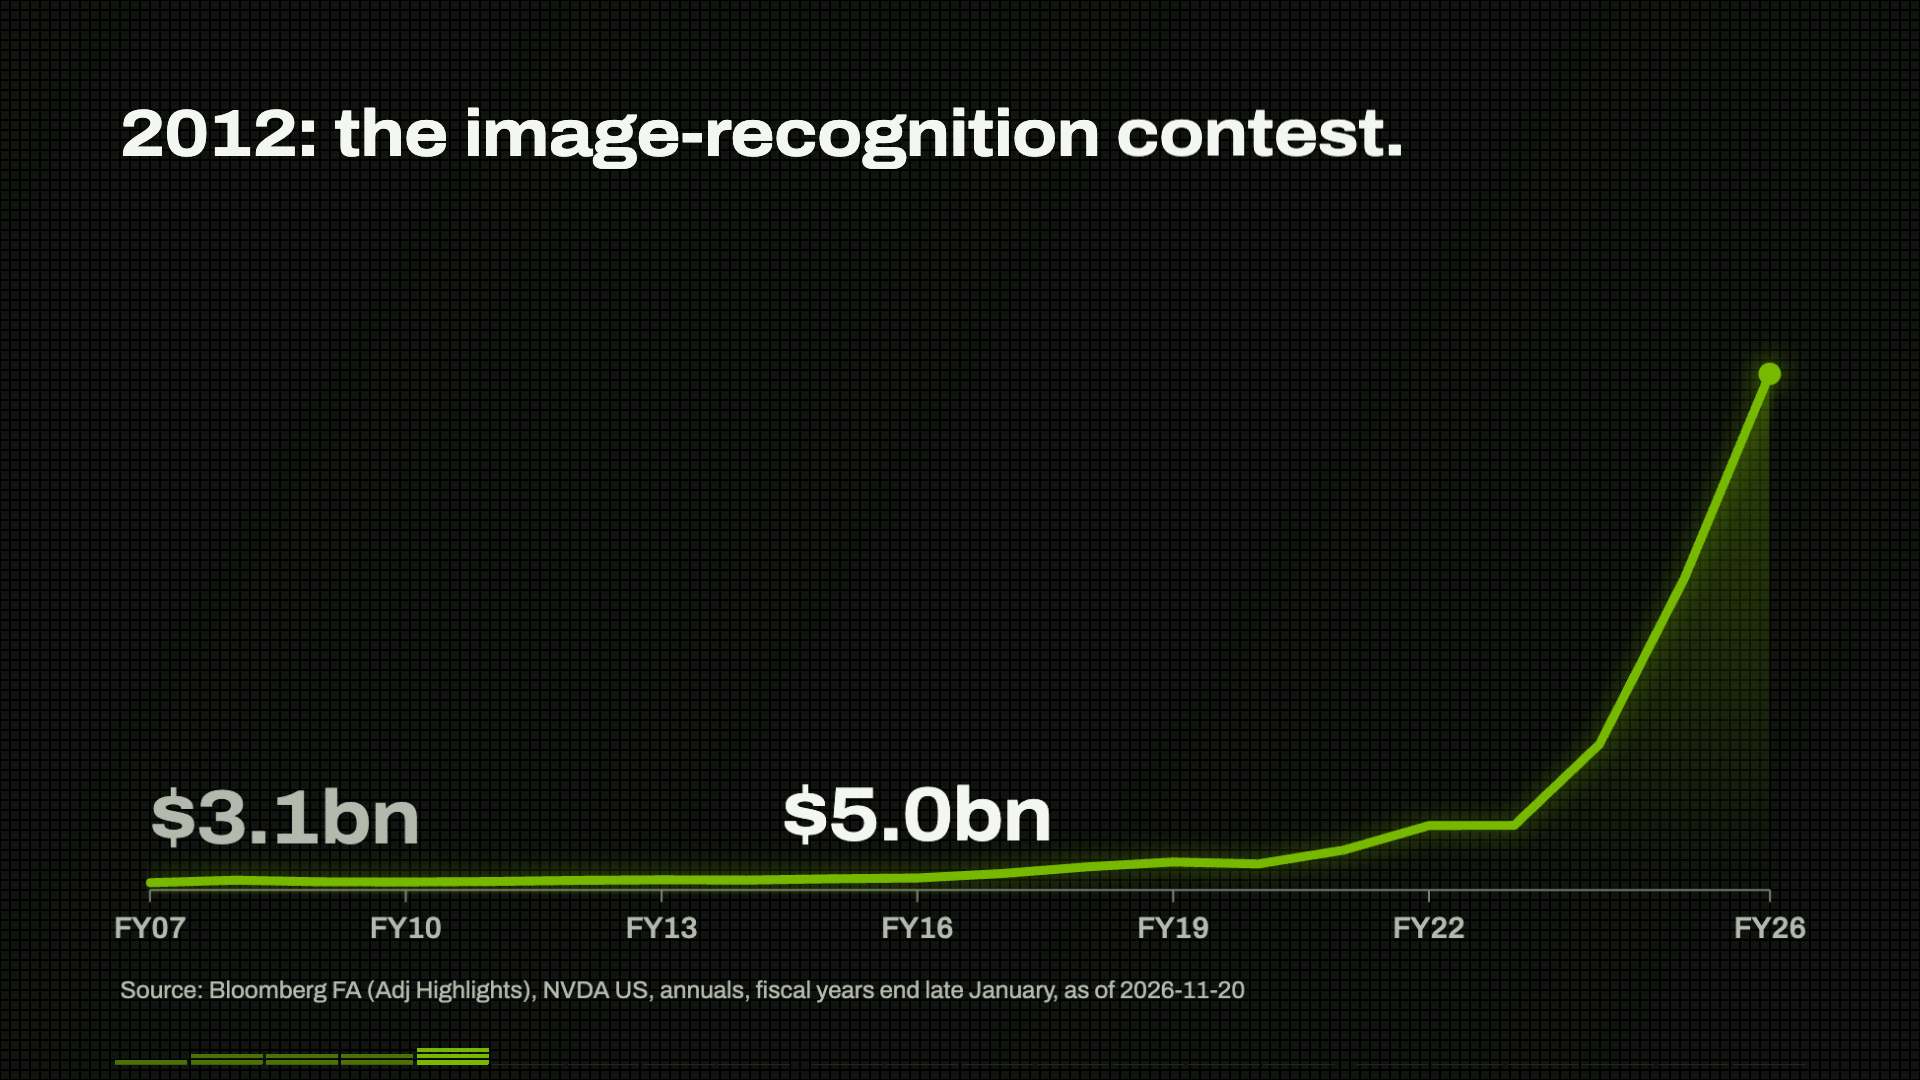 2012: the image-recognition contest.
$3.1bn
$5.0bn
FY07 FY10 FY13 FY16 FY19 FY22 FY26
Source: Bloomberg FA (Adj Highlights), NVDA US, annuals, fiscal years end late January, as of 2026-11-20